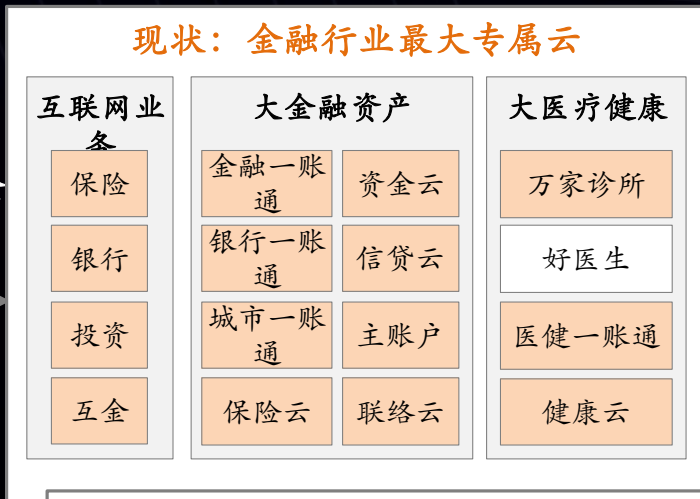 现状：金融行业最大专属云
互联网业
务
保险
银行
投资
互金
大金融资产
金融一账
通
资金云
银行一账
通
信贷云
城市一账
通
主账户
保险云
联络云
大医疗健康
万家诊所
好医生
医健一账通
健康云